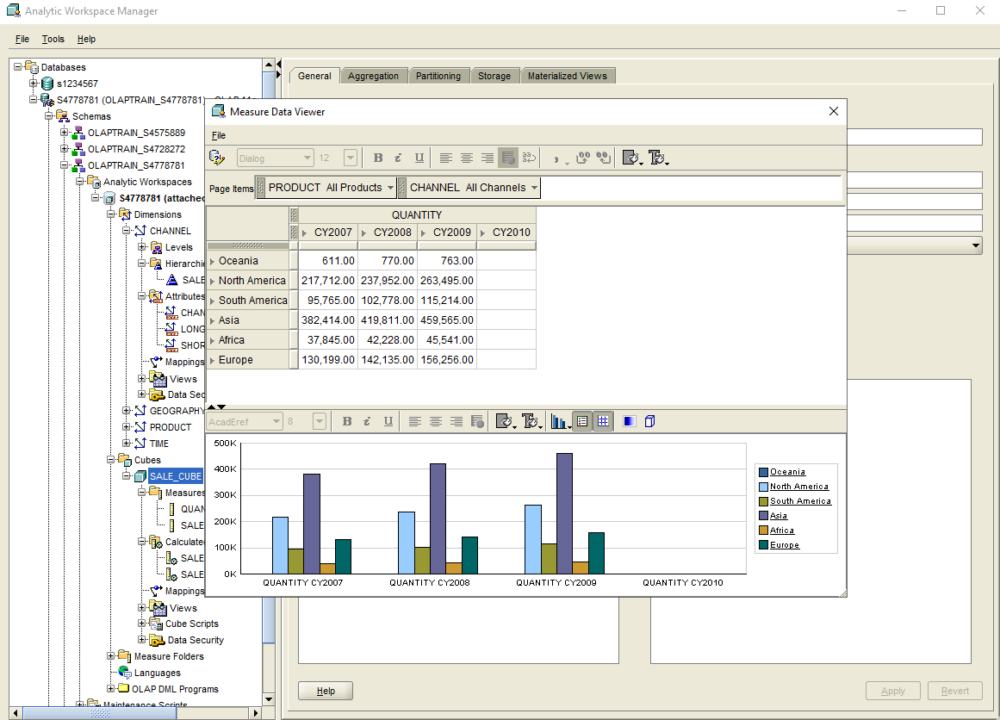 Analytic Workspace Manager
File Tools Help
Databases
s1234567
S4778781 (OLAPTRAIN_S4778781)
Schemas
OLAPTRAIN_S4575889
OLAPTRAIN_S4728272
OLAPTRAIN_S4778781
Analytic Workspaces
S4778781 (attached
Dimensions
CHANNEL
Levels
Hierarchie
SALE
Attributes
CHAN
LONG
SHOR
Mappings
Views
Data Sec
GEOGRAPHY
PRODUCT
TIME
Cubes
SALE_CUBE
Measures
QUAN
SALE
Calculate
SALE
SALE
Mappings
Views
Cube Scripts
Data Security
Measure Folders
Languages
OLAP DML Programs
Maintenance Scripts
General Aggregation Partitioning Storage Materialized Views
Measure Data Viewer
File
Dialog 12 B i U
Page Items PRODUCT All Products CHANNEL All Channels
QUANTITY
CY2007 CY2008 CY2009 CY2010
Oceania 611.00 770.00 763.00
North America 217,712.00 237,952.00 263,495.00
South America 95,765.00 102,778.00 115,214.00
Asia 382,414.00 419,811.00 459,565.00
Africa 37,845.00 42,228.00 45,541.00
Europe 130,199.00 142,135.00 156,256.00
AcadEref 8 B i U
500K
400K
300K
200K
100K
0K
QUANTITY CY2007 QUANTITY CY2008 QUANTITY CY2009 QUANTITY CY2010
Oceania
North America
South America
Asia
Africa
Europe
Help Apply Revert